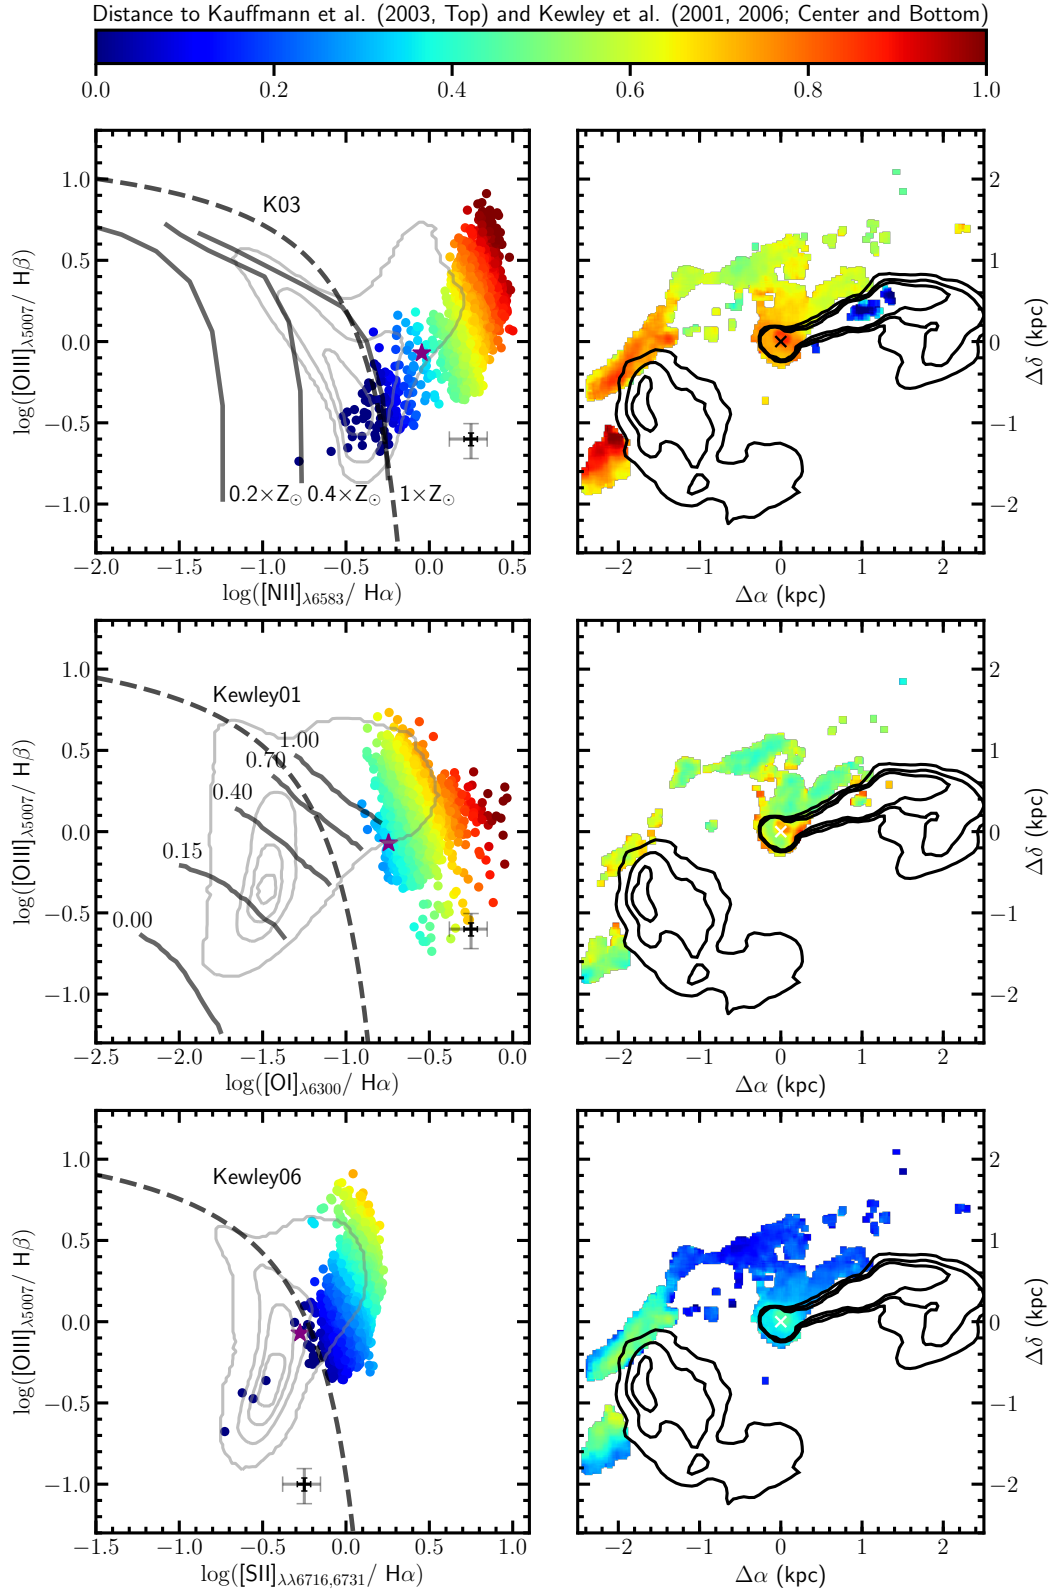 Distance to Kauffmann et al. (2003, Top) and Kewley et al. (2001, 2006; Center and Bottom)
0.0 0.2 0.4 0.6 0.8 1.0
1.0
0.5
0.0
−0.5
−1.0
log([OIII]λ5007/ Hβ)
K03
0.2×Z☉ 0.4×Z☉ 1×Z☉
−2.0 −1.5 −1.0 −0.5 0.0 0.5
log([NII]λ6583/ Hα)
2
1
0
−1
−2
Δδ (kpc)
−2 −1 0 1 2
Δα (kpc)
1.0
0.5
0.0
−0.5
−1.0
log([OIII]λ5007/ Hβ)
Kewley01
1.00
0.70
0.40
0.15
0.00
−2.5 −2.0 −1.5 −1.0 −0.5 0.0
log([OI]λ6300/ Hα)
2
1
0
−1
−2
Δδ (kpc)
−2 −1 0 1 2
Δα (kpc)
1.0
0.5
0.0
−0.5
−1.0
log([OIII]λ5007/ Hβ)
Kewley06
−1.5 −1.0 −0.5 0.0 0.5 1.0
log([SII]λλ6716,6731/ Hα)
2
1
0
−1
−2
Δδ (kpc)
−2 −1 0 1 2
Δα (kpc)